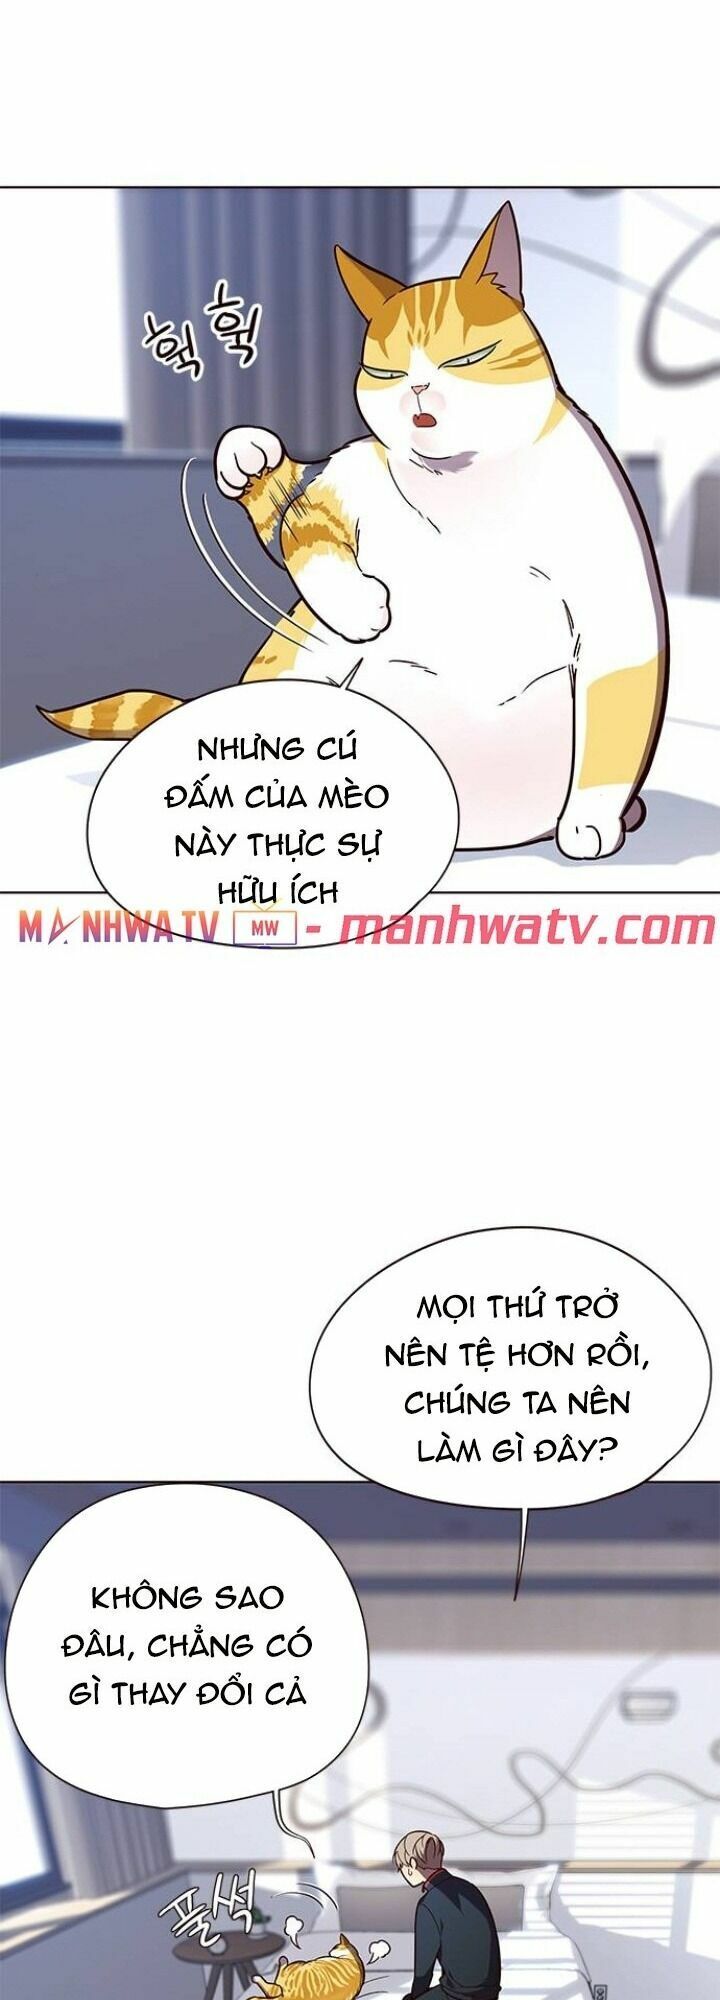 휙휙
NHƯNG CÚ
ĐẤM CỦA MÈO
NÀY THỰC SỰ
HỮU ÍCH
MANHWATV MW - manhwatv.com
MỌI THỨ TRỞ
NÊN TỆ HƠN RỒI,
CHÚNG TA NÊN
LÀM GÌ ĐÂY?
KHÔNG SAO
ĐÂU, CHẲNG CÓ
GÌ THAY ĐỔI CẢ
풀썩